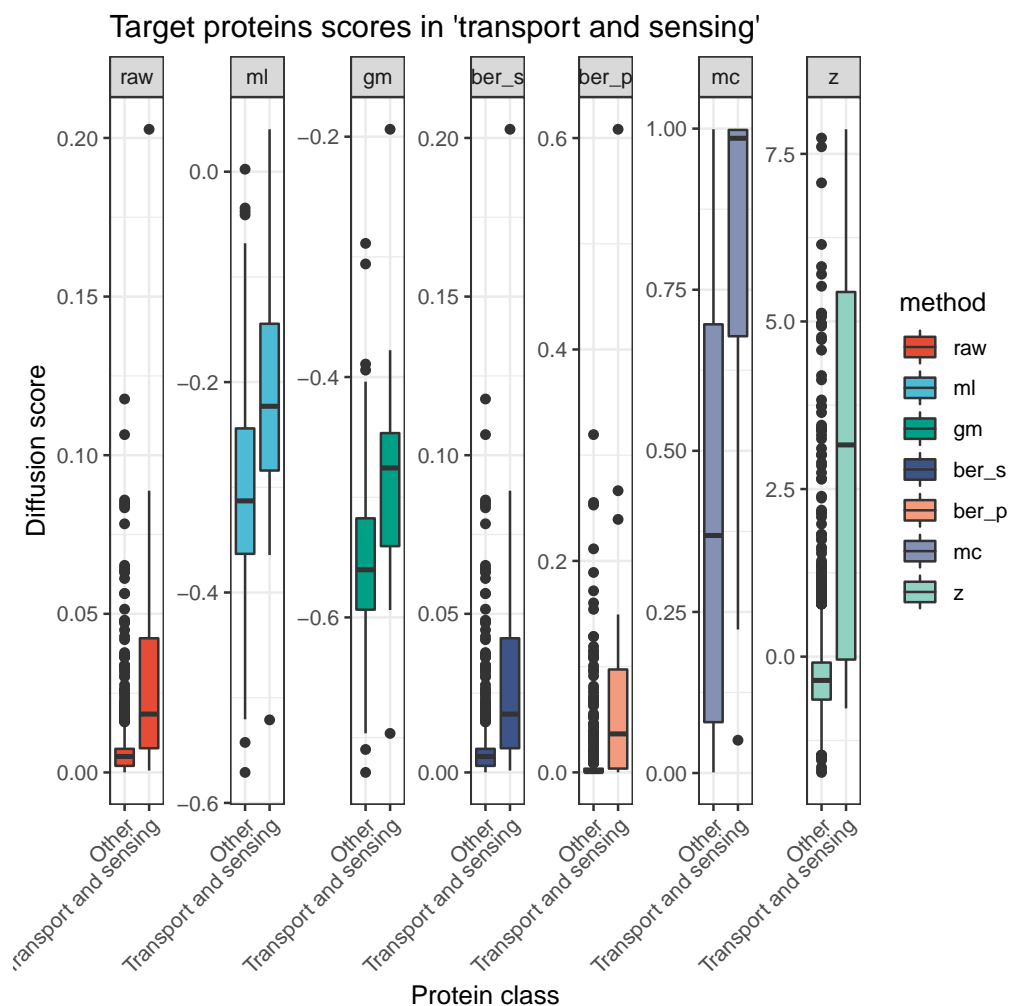 Target proteins scores in 'transport and sensing'
raw ml gm ber_s ber_p mc z
0.20
0.15
0.10
0.05
0.00
0.0
−0.2
−0.4
−0.6
−0.2
−0.4
−0.6
0.20
0.15
0.10
0.05
0.00
0.6
0.4
0.2
0.0
1.00
0.75
0.50
0.25
0.00
7.5
5.0
2.5
0.0
Diffusion score
Other
ransport and sensing
Other
Transport and sensing
Other
Transport and sensing
Other
Transport and sensing
Other
Transport and sensing
Other
Transport and sensing
Other
Transport and sensing
Protein class
method
raw
ml
gm
ber_s
ber_p
mc
z